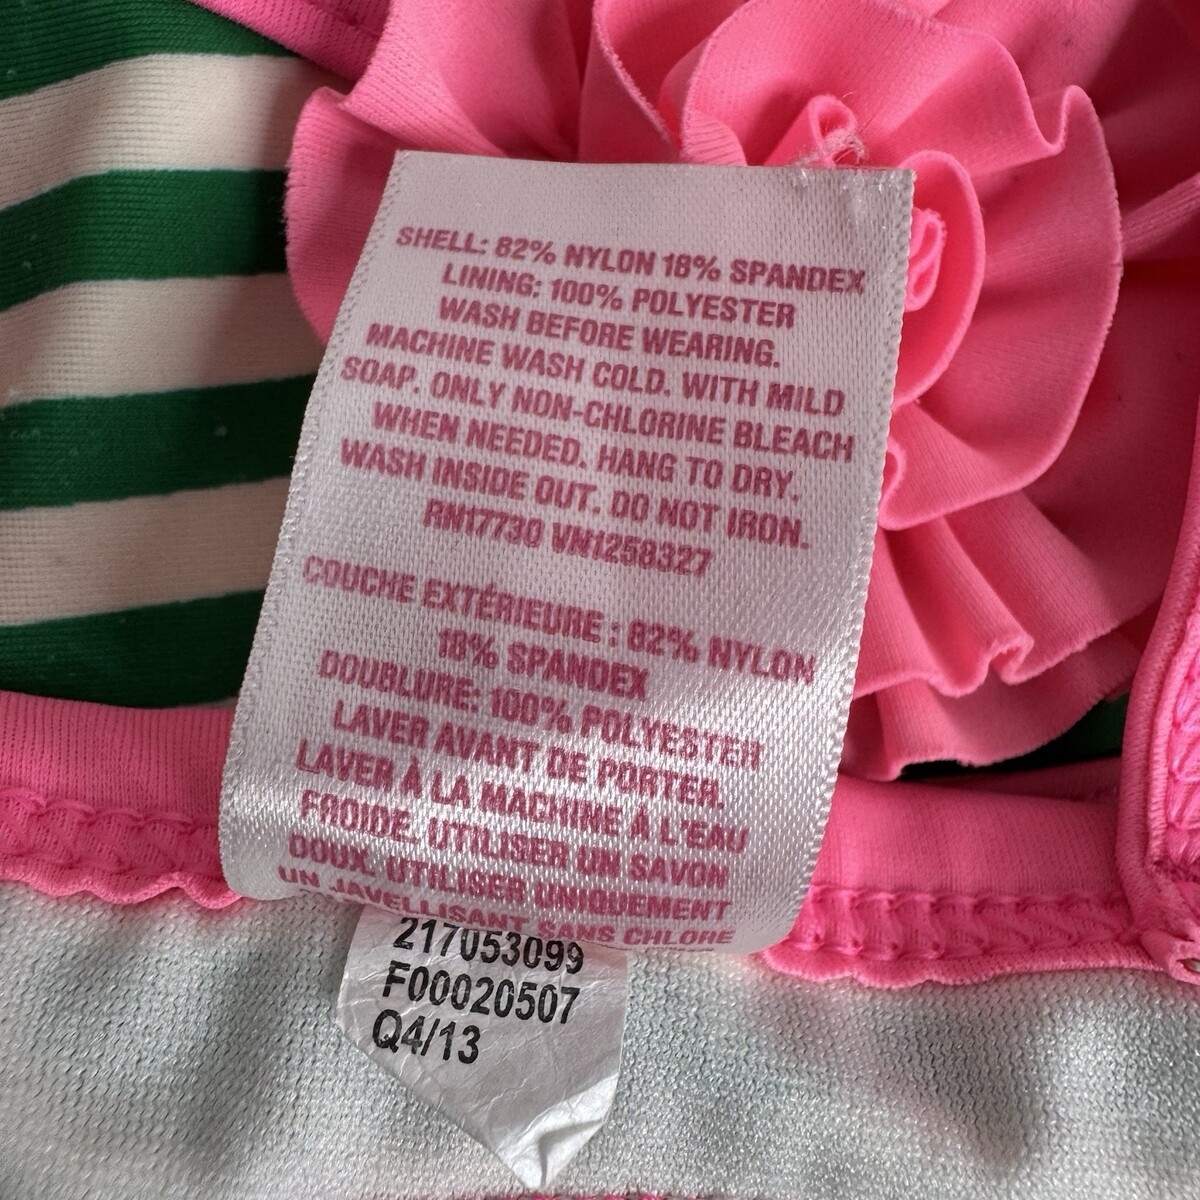 SHELL: 82% NYLON 18% SPANDEX
LINING: 100% POLYESTER
WASH BEFORE WEARING.
MACHINE WASH COLD. WITH MILD
SOAP. ONLY NON-CHLORINE BLEACH
WHEN NEEDED. HANG TO DRY.
WASH INSIDE OUT. DO NOT IRON.
RN17730 VN1258327
COUCHE EXTÉRIEURE : 82% NYLON
18% SPANDEX
DOUBLURE: 100% POLYESTER
LAVER AVANT DE PORTER.
LAVER À LA MACHINE À L'EAU
FROIDE. UTILISER UN SAVON
DOUX. UTILISER UNIQUEMENT
UN JAVELLISANT SANS CHLORE
217053099
F00020507
Q4/13